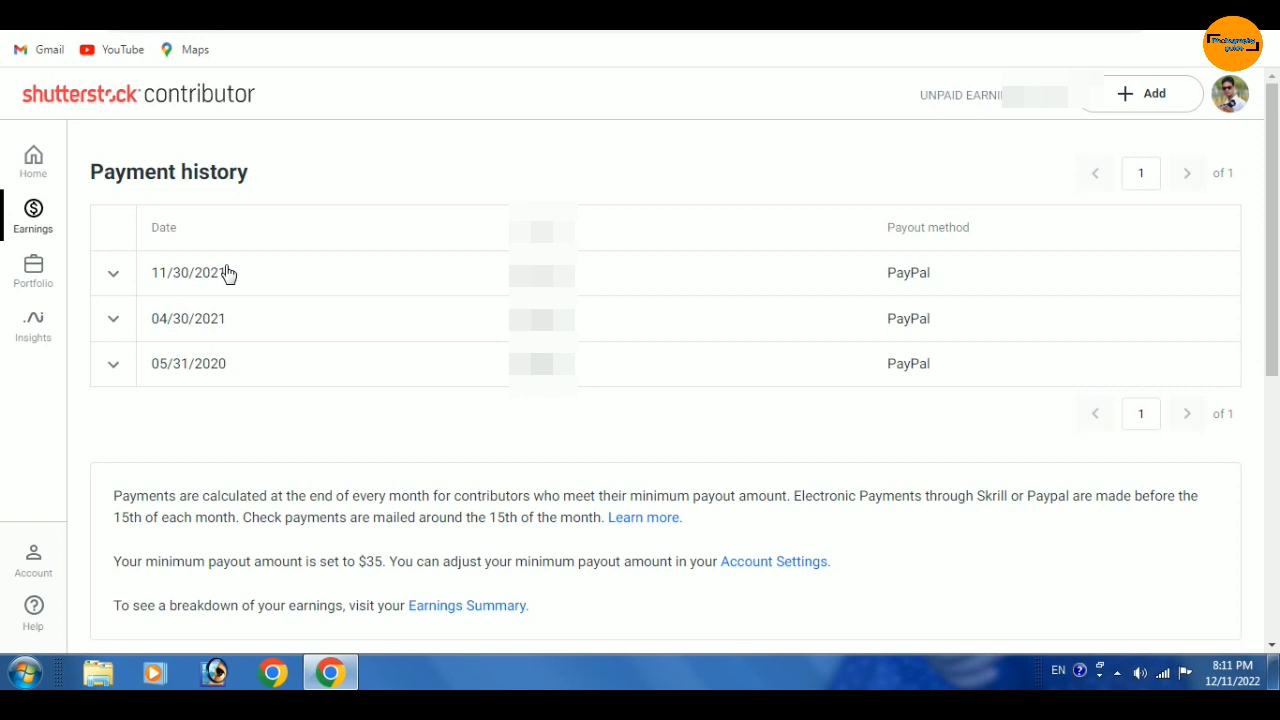 Gmail YouTube Maps
Photography guide
shutterstock contributor
UNPAID EARNI
+ Add
Home
Earnings
Portfolio
Insights
Account
Help
Payment history
< 1 > of 1
Date Payout method
11/30/2021 PayPal
04/30/2021 PayPal
05/31/2020 PayPal
< 1 > of 1
Payments are calculated at the end of every month for contributors who meet their minimum payout amount. Electronic Payments through Skrill or Paypal are made before the
15th of each month. Check payments are mailed around the 15th of the month. Learn more.
Your minimum payout amount is set to $35. You can adjust your minimum payout amount in your Account Settings.
To see a breakdown of your earnings, visit your Earnings Summary.
EN
8:11 PM
12/11/2022